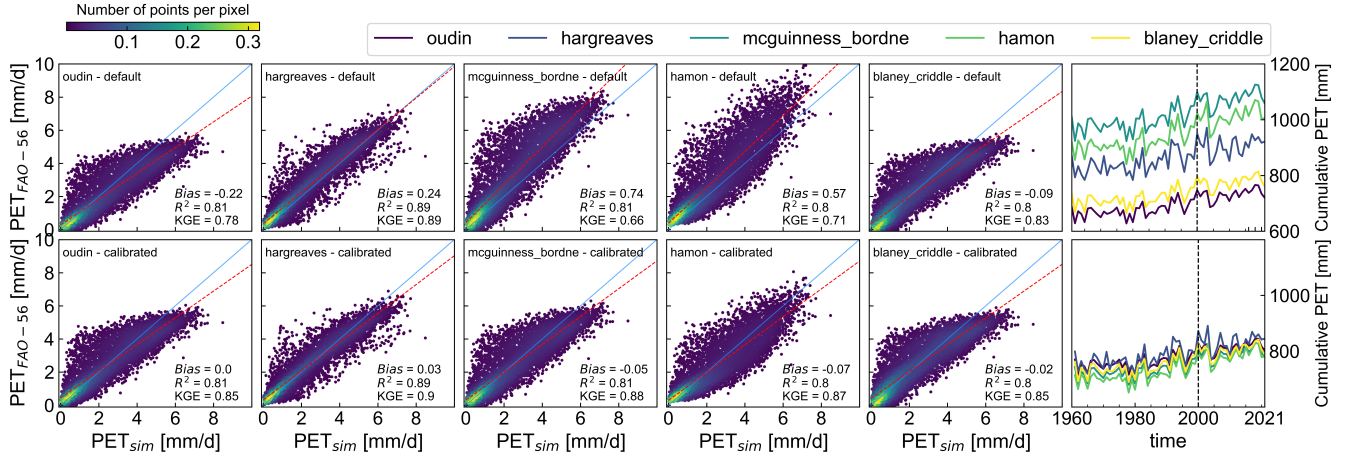 Number of points per pixel
0.1 0.2 0.3
oudin hargreaves mcguinness_bordne hamon blaney_criddle
PET_{FAO-56} [mm/d]
10
8
6
4
2
0
oudin - default
Bias = -0.22
R² = 0.81
KGE = 0.78
hargreaves - default
Bias = 0.24
R² = 0.89
KGE = 0.89
mcguinness_bordne - default
Bias = 0.74
R² = 0.81
KGE = 0.66
hamon - default
Bias = 0.57
R² = 0.8
KGE = 0.71
blaney_criddle - default
Bias = -0.09
R² = 0.8
KGE = 0.83
1200
1000
800
600
Cumulative PET [mm]
PET_{FAO-56} [mm/d]
10
8
6
4
2
0
oudin - calibrated
Bias = 0.0
R² = 0.81
KGE = 0.85
hargreaves - calibrated
Bias = 0.03
R² = 0.89
KGE = 0.9
mcguinness_bordne - calibrated
Bias = -0.05
R² = 0.81
KGE = 0.88
hamon - calibrated
Bias = -0.07
R² = 0.8
KGE = 0.87
blaney_criddle - calibrated
Bias = -0.02
R² = 0.8
KGE = 0.85
1000
800
Cumulative PET [mm]
0 2 4 6 8 0 2 4 6 8 0 2 4 6 8 0 2 4 6 8 0 2 4 6 8 1960 1980 2000 2021
PET_{sim} [mm/d] PET_{sim} [mm/d] PET_{sim} [mm/d] PET_{sim} [mm/d] PET_{sim} [mm/d] time